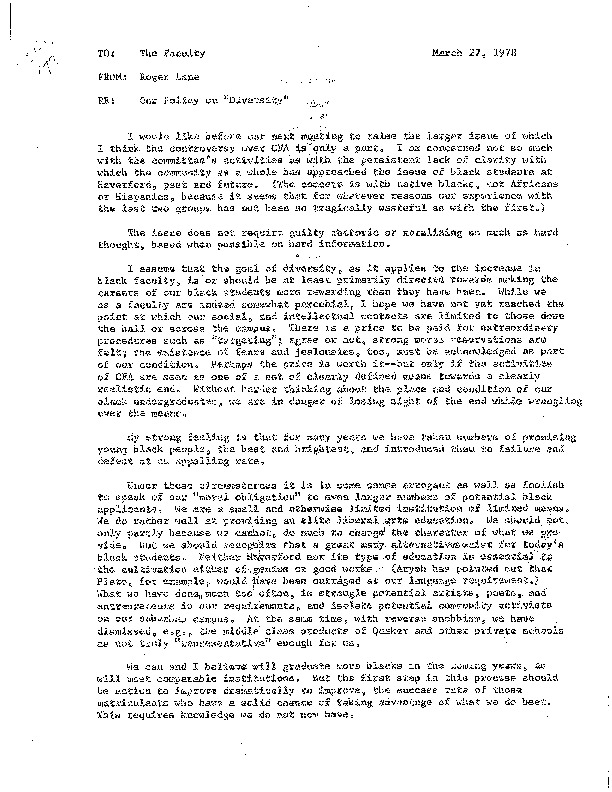 TO: The Faculty March 27, 1978
FROM: Roger Lane
RE: Our Policy on "Diversity"
I would like before our next meeting to raise the larger issue of which
I think the controversy over CFA is only a part. I am concerned not so much
with the committee's activities as with the persistent lack of clarity with
which the community as a whole has approached the issue of black students at
Haverford, past and future. (The concern is with native blacks, not Africans
or Hispanics, because it seems that for whatever reasons our experience with
the last two groups has not been so tragically wasteful as with the first.)
The issue does not require guilty rhetoric or moralizing so much as hard
thought, based when possible on hard information.
I assume that the goal of diversity, as it applies to the increase in
black faculty, is or should be at least primarily directed towards making the
careers of our black students more rewarding than they have been. While we
as a faculty are indeed somewhat parochial, I hope we have not yet reached the
point at which our social, and intellectual contacts are limited to those down
the hall or across the campus. There is a price to be paid for extraordinary
procedures such as "targeting"; agree or not, strong moral reservations are
felt; the existence of fears and jealousies, too, must be acknowledged as part
of our condition. Perhaps the price is worth it--but only if the activities
of CFA are seen as one of a set of clearly defined means towards a clearly
realistic end. Without harder thinking about the place and condition of our
black undergraduates, we are in danger of losing sight of the end while wrangling
over the means.
My strong feeling is that for many years we have taken numbers of promising
young black people, the best and brightest, and introduced them to failure and
defeat at an appalling rate.
Under these circumstances it is in some sense arrogant as well as foolish
to speak of our "moral obligation" to even larger numbers of potential black
applicants. We are a small and otherwise limited institution of limited means.
We do rather well at providing an elite liberal arts education. We should not,
only partly because we cannot, do much to change the character of what we pro-
vide. But we should recognize that a great many alternatives exist for today's
black students. Neither Haverford nor its type of education is essential to
the cultivation either of genius or good works. (Aryeh has pointed out that
Plato, for example, would have been outraged at our language requirement.)
What we have done, much too often, is strangle potential artists, poets, and
entrepreneurs in our requirements, and isolate potential community activists
on our suburban campus. At the same time, with reverse snobbism, we have
dismissed, e.g., the middle class products of Quaker and other private schools
as not truly "representative" enough for us.
We can and I believe will graduate more blacks in the coming years, as
will most comparable institutions. But the first step in this process should
be action to improve dramatically to improve, the success rate of those
matriculants who have a solid chance of taking advantage of what we do best.
This requires knowledge we do not now have.